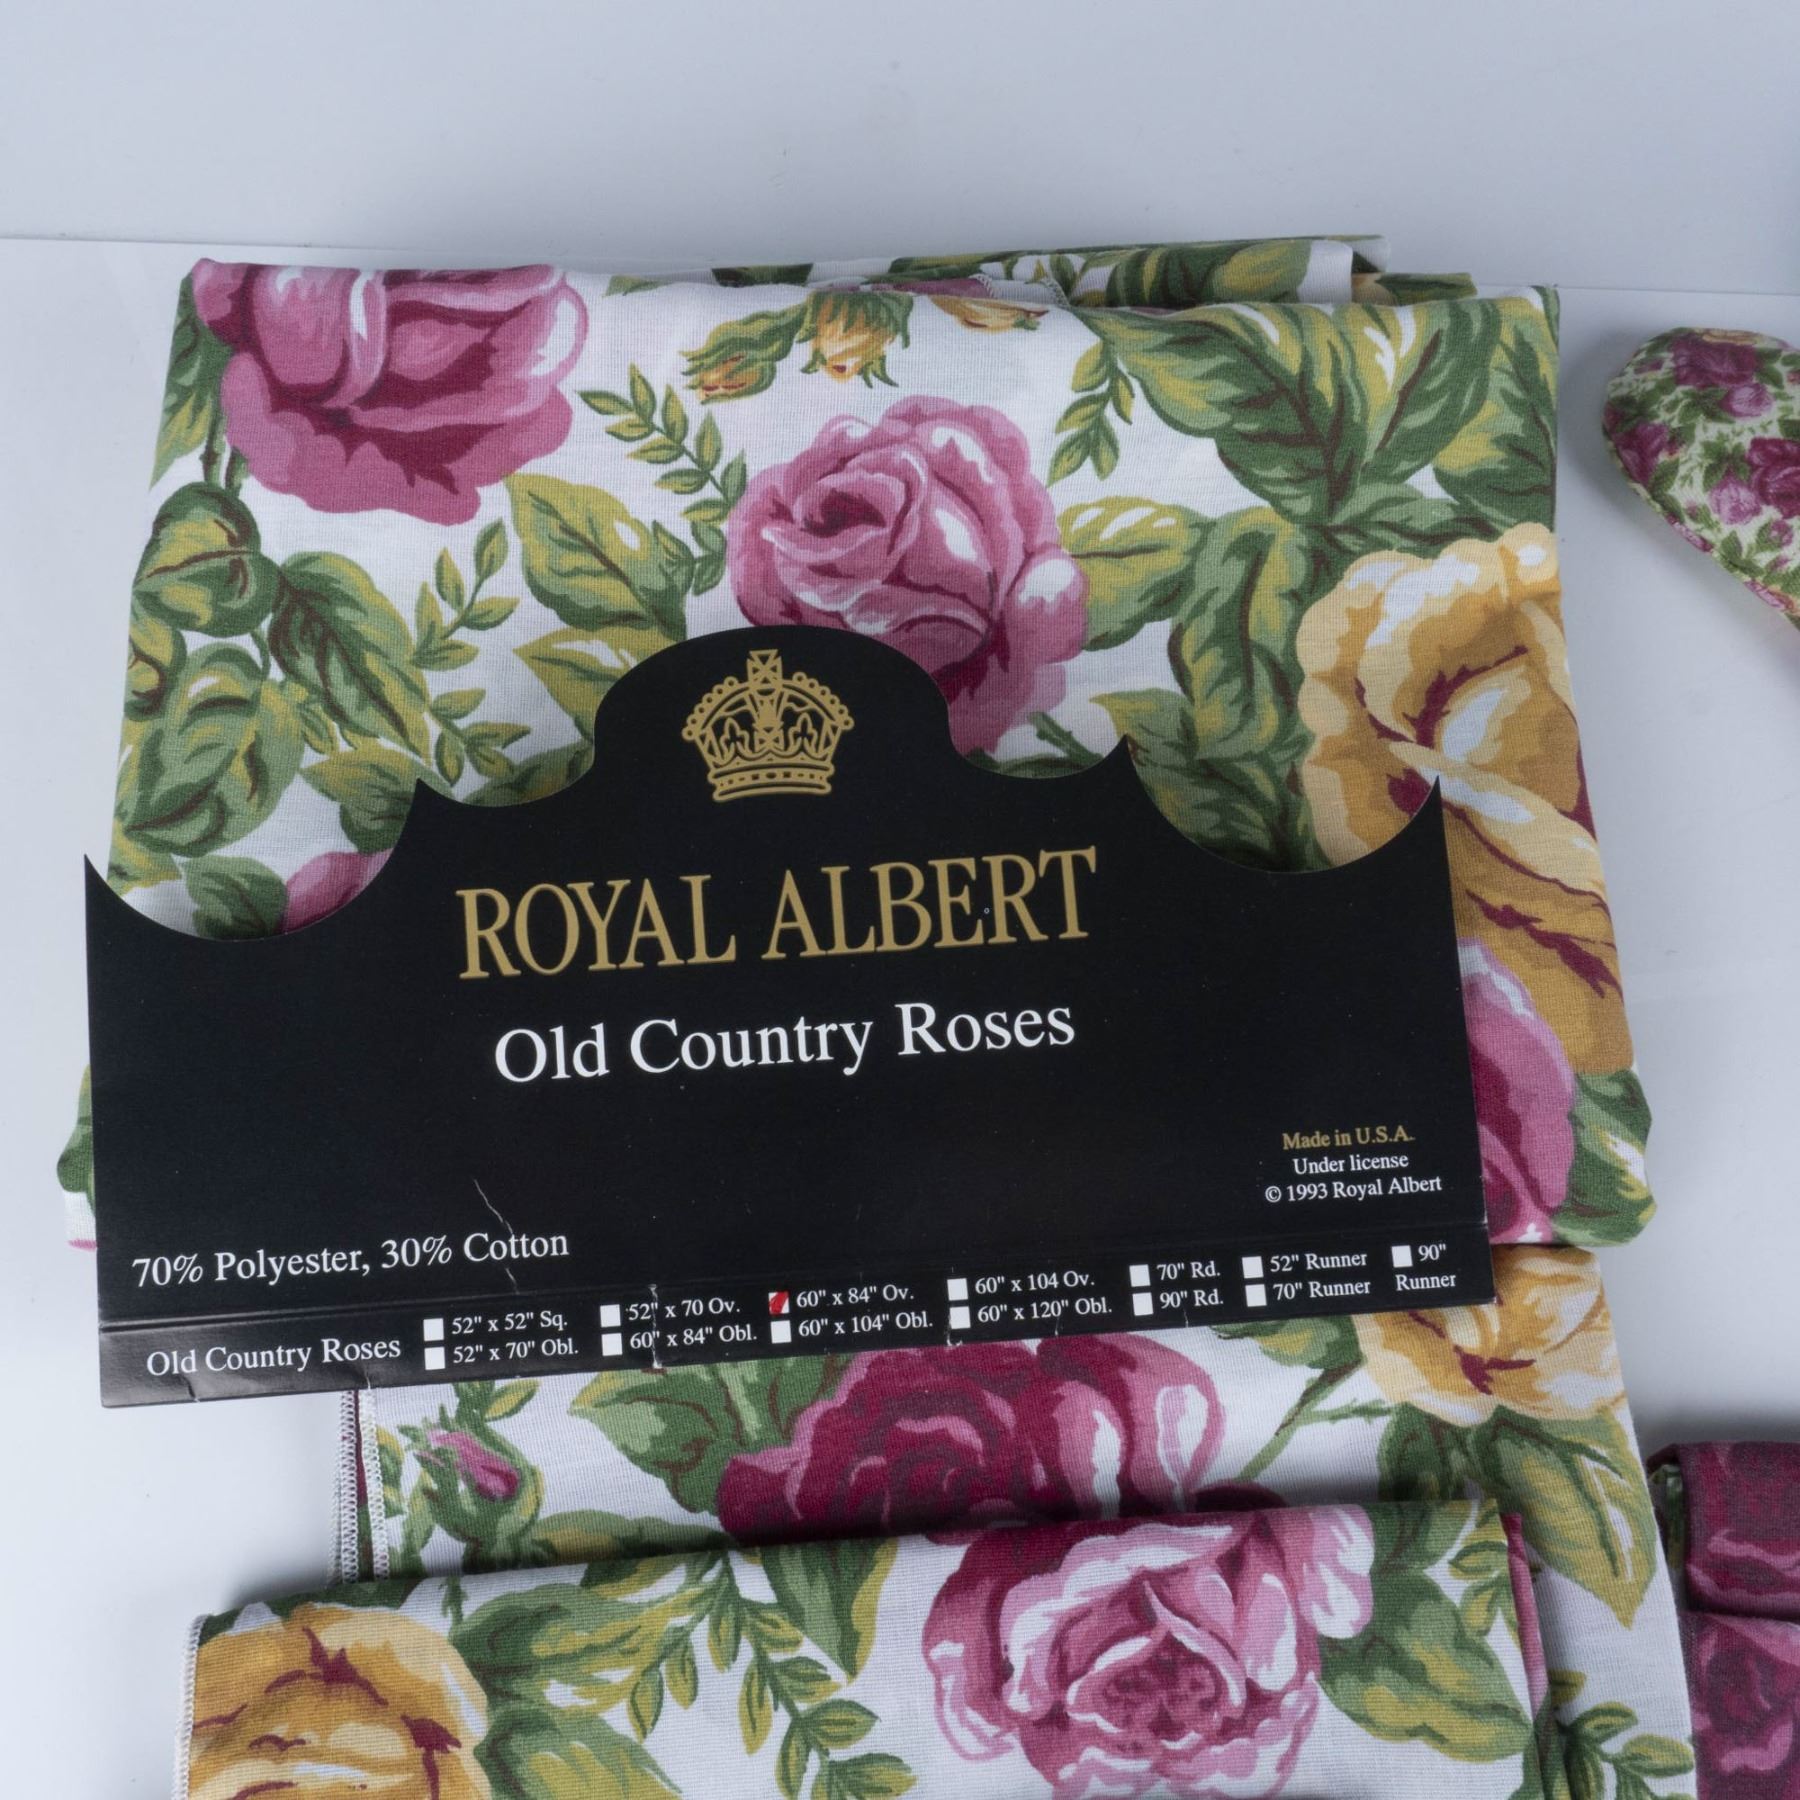 ROYAL ALBERT
Old Country Roses
Made in U.S.A.
Under license
© 1993 Royal Albert
70% Polyester, 30% Cotton
Old Country Roses
52" x 52" Sq.
52" x 70" Obl.
52" x 70 Ov.
60" x 84" Obl.
60" x 84" Ov.
60" x 104" Obl.
60" x 104 Ov.
60" x 120" Obl.
70" Rd.
90" Rd.
52" Runner
70" Runner
90"
Runner